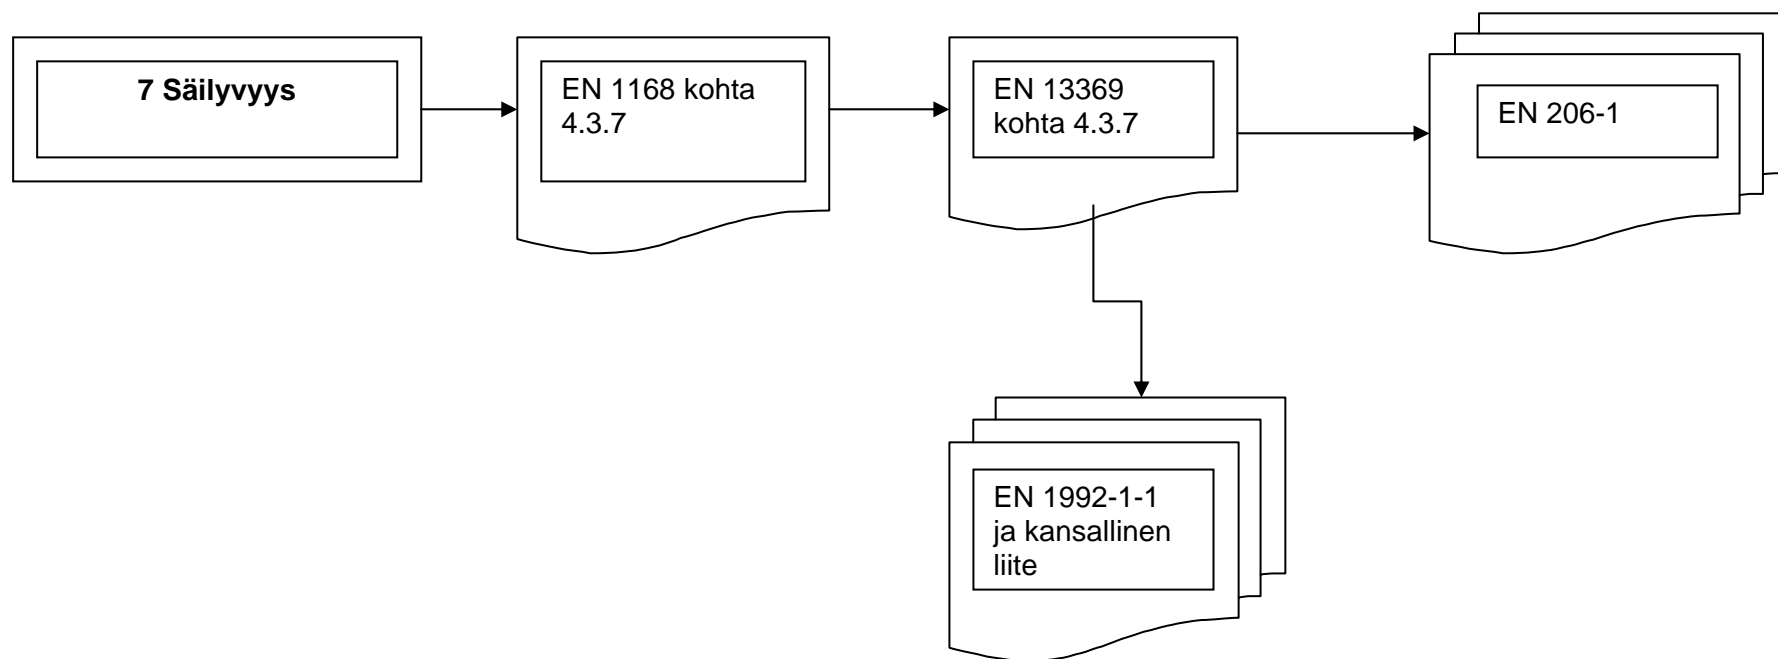 7 Säilyvyys
EN 1168 kohta
4.3.7
EN 13369
kohta 4.3.7
EN 206-1
EN 1992-1-1
ja kansallinen
liite